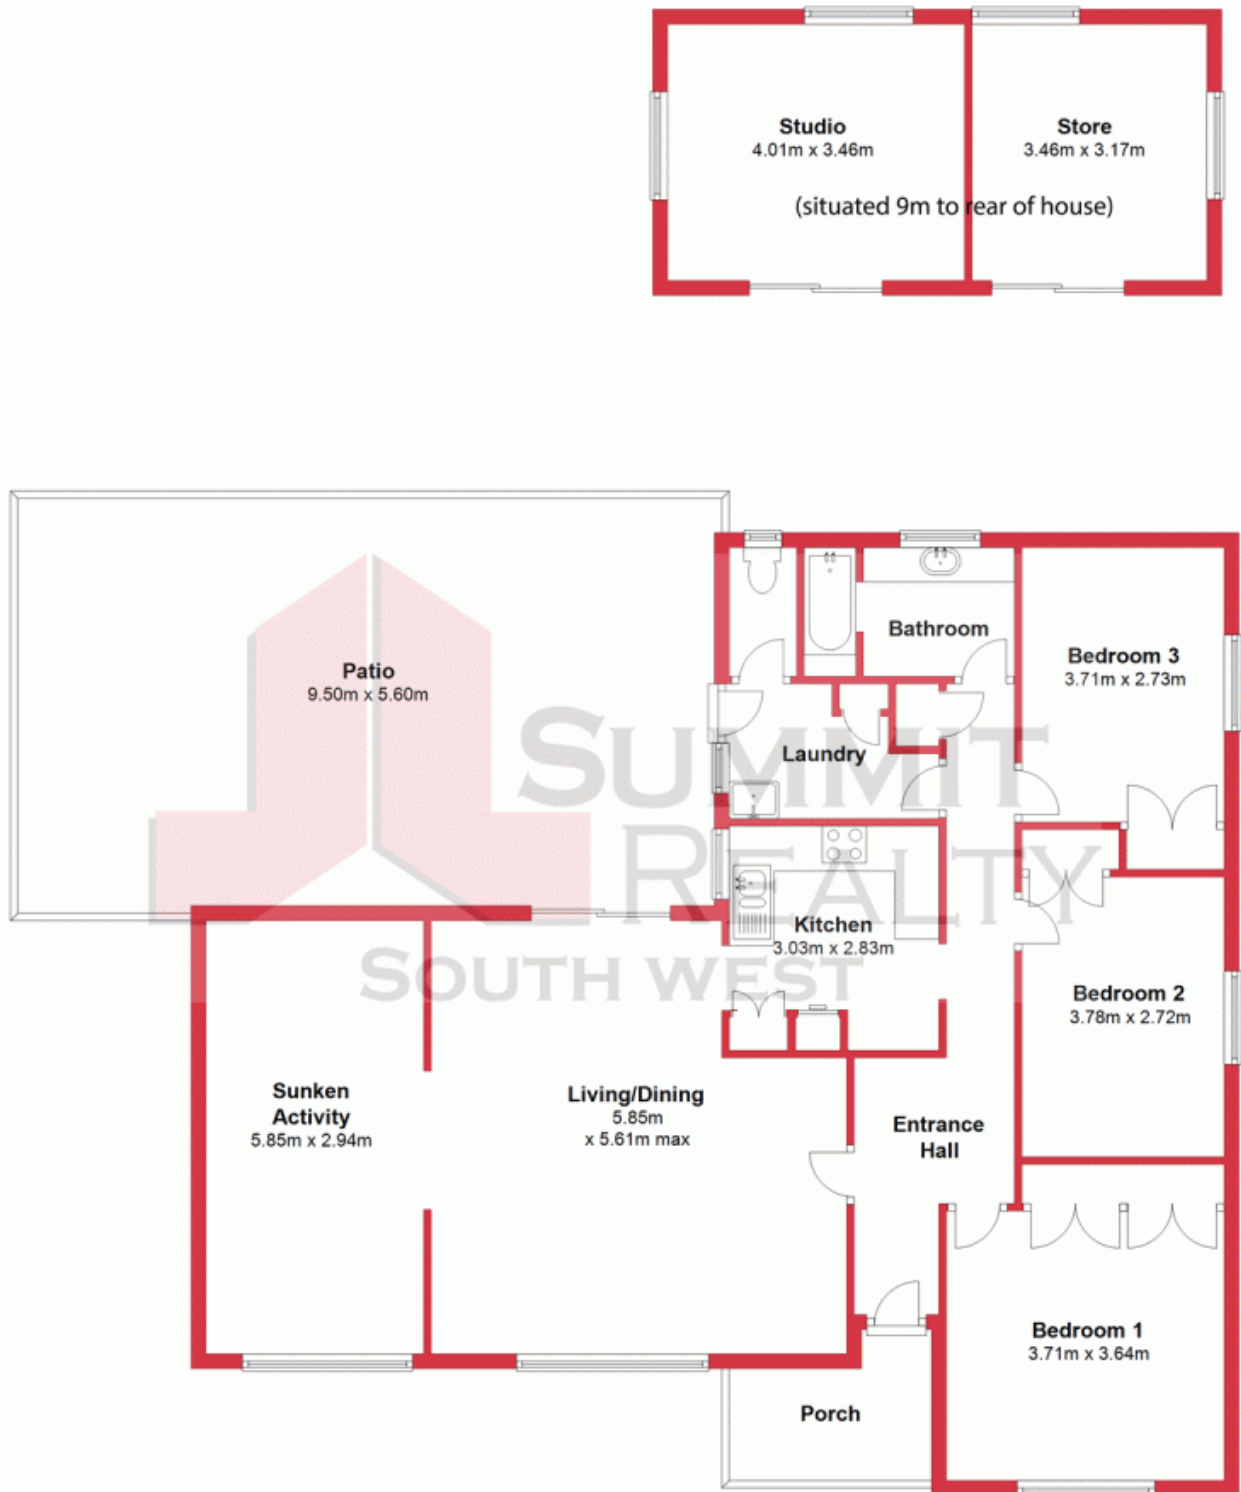 Studio
4.01m x 3.46m
Store
3.46m x 3.17m
(situated 9m to rear of house)
Patio
9.50m x 5.60m
Bathroom
Bedroom 3
3.71m x 2.73m
Laundry
SUMMIT
REALTY
SOUTH WEST
Kitchen
3.03m x 2.83m
Bedroom 2
3.78m x 2.72m
Sunken
Activity
5.85m x 2.94m
Living/Dining
5.85m
x 5.61m max
Entrance
Hall
Bedroom 1
3.71m x 3.64m
Porch